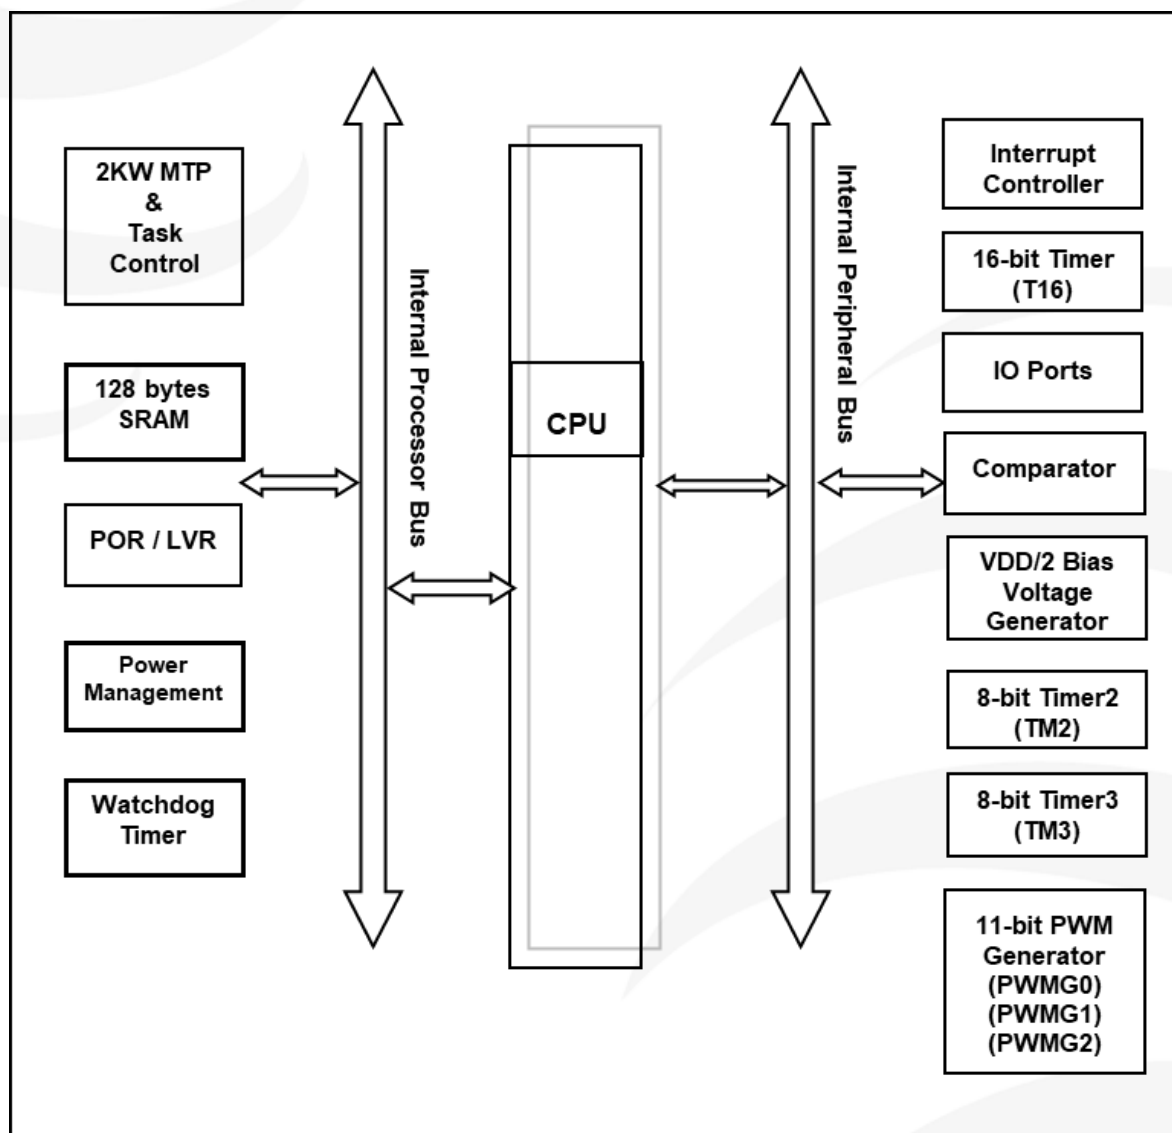 2KW MTP
&
Task
Control
128 bytes
SRAM
POR / LVR
Power
Management
Watchdog
Timer
Internal Processor Bus
CPU
Internal Peripheral Bus
Interrupt
Controller
16-bit Timer
(T16)
IO Ports
Comparator
VDD/2 Bias
Voltage
Generator
8-bit Timer2
(TM2)
8-bit Timer3
(TM3)
11-bit PWM
Generator
(PWMG0)
(PWMG1)
(PWMG2)